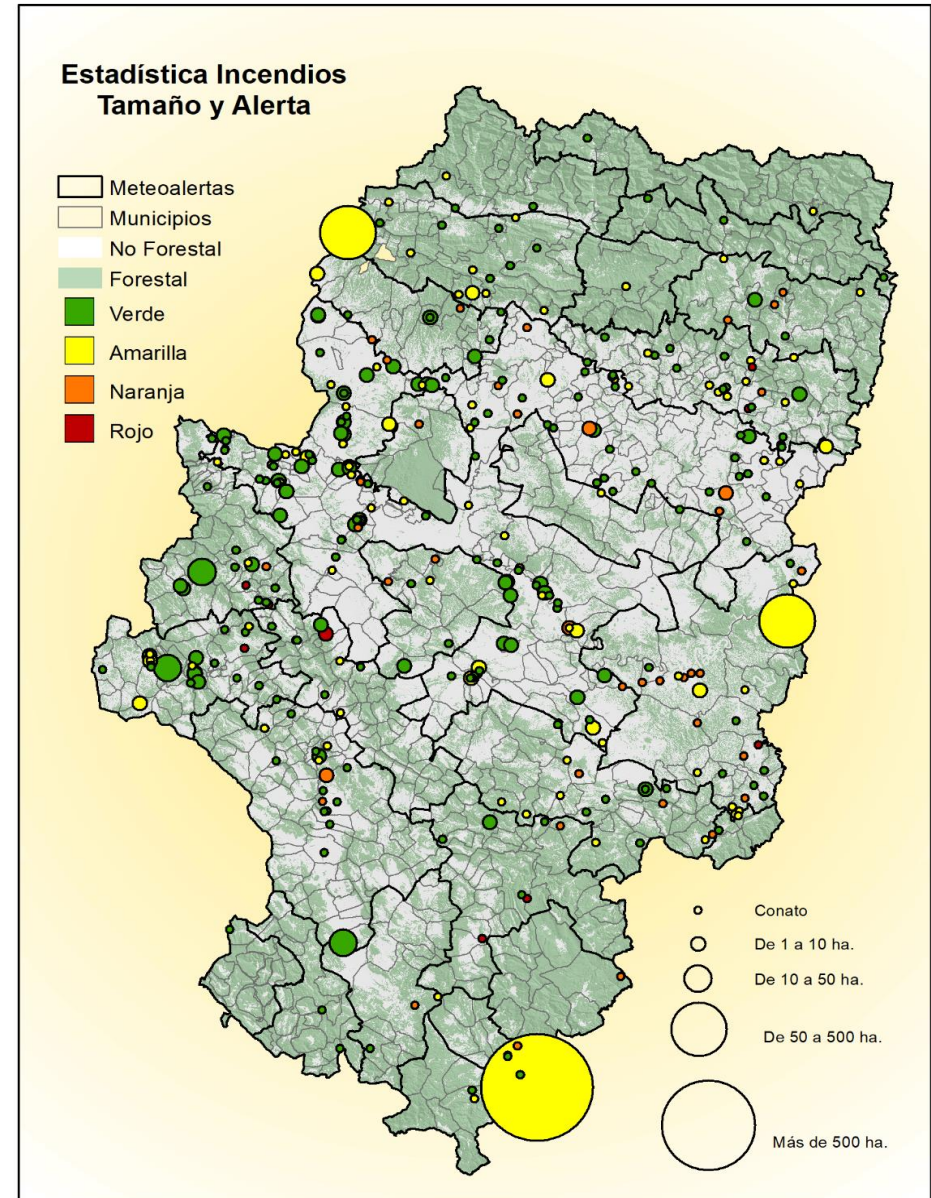 Estadística Incendios
Tamaño y Alerta
Meteoalertas
Municipios
No Forestal
Forestal
Verde
Amarilla
Naranja
Rojo
Conato
De 1 a 10 ha.
De 10 a 50 ha.
De 50 a 500 ha.
Más de 500 ha.